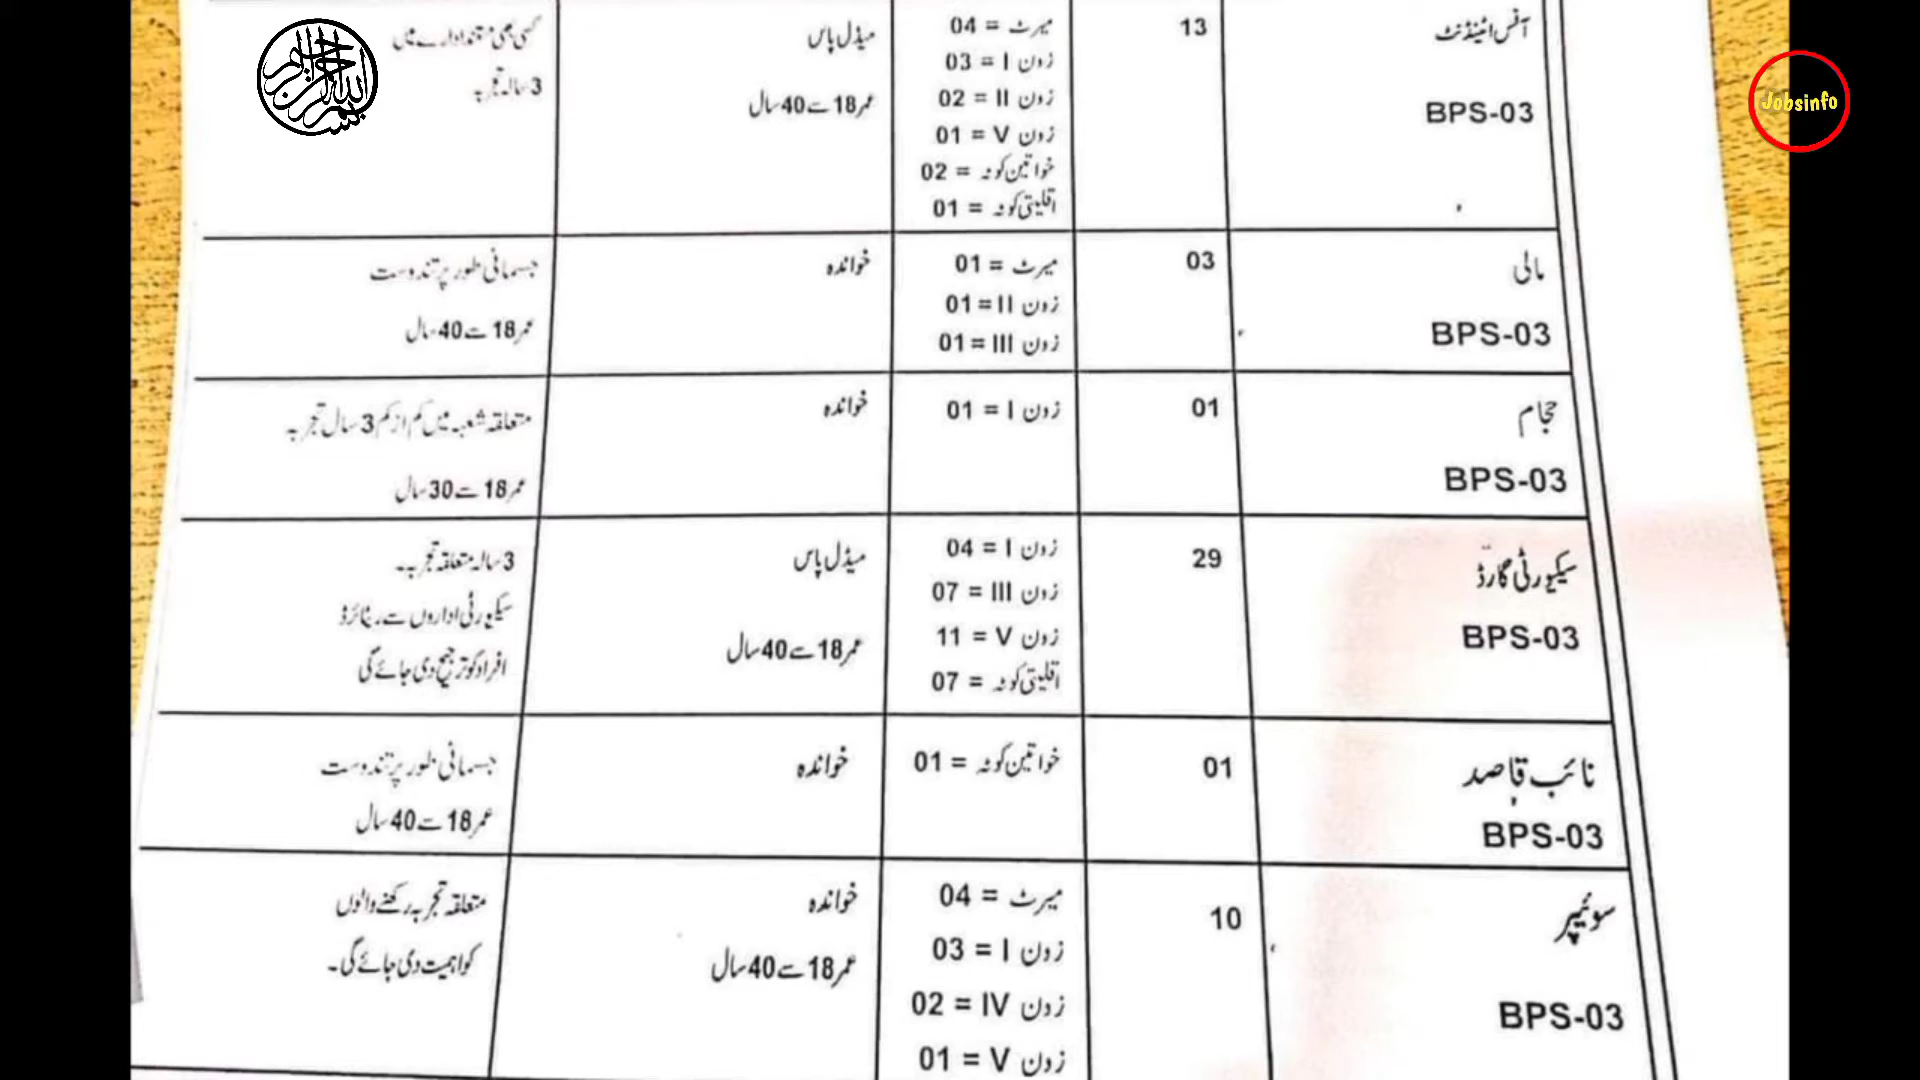 Jobsinfo
آفس اٹینڈنٹ
BPS-03
13
میرٹ = 04
زون I = 03
زون II = 02
زون V = 01
خواتین کوٹہ = 02
اقلیتی کوٹہ = 01
میڈل پاس
عمر 18 سے 40 سال
کسی بھی مستند ادارے میں
3 سالہ تجربہ
مالی
BPS-03
03
میرٹ = 01
زون II = 01
زون III = 01
خواندہ
جسمانی طور پر تندوست
عمر 18 سے 40 سال
حجام
BPS-03
01
زون I = 01
خواندہ
متعلقہ شعبہ میں کم از کم 3 سال تجربہ
عمر 18 سے 30 سال
سیکیورٹی گارڈ
BPS-03
29
زون I = 04
زون III = 07
زون V = 11
اقلیتی کوٹہ = 07
میڈل پاس
عمر 18 سے 40 سال
3 سالہ متعلقہ تجربہ۔
سیکیورٹی اداروں سے ریٹائرڈ
افراد کو ترجیح دی جائے گی
نائب قاصد
BPS-03
01
خواتین کوٹہ = 01
خواندہ
جسمانی طور پر تندوست
عمر 18 سے 40 سال
سوئیپر
BPS-03
10
میرٹ = 04
زون I = 03
زون IV = 02
زون V = 01
خواندہ
عمر 18 سے 40 سال
متعلقہ تجربہ رکھنے والوں
کو اہمیت دی جائے گی۔